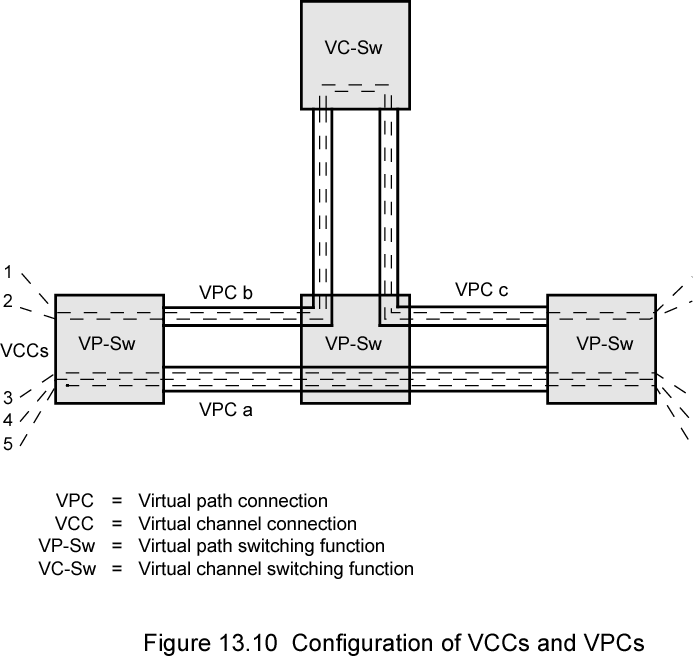 VC-Sw
1
2
VPC b
VPC c
VP-Sw
VP-Sw
VP-Sw
VCCs
3
4
5
VPC a
VPC = Virtual path connection
VCC = Virtual channel connection
VP-Sw = Virtual path switching function
VC-Sw = Virtual channel switching function
Figure 13.10 Configuration of VCCs and VPCs